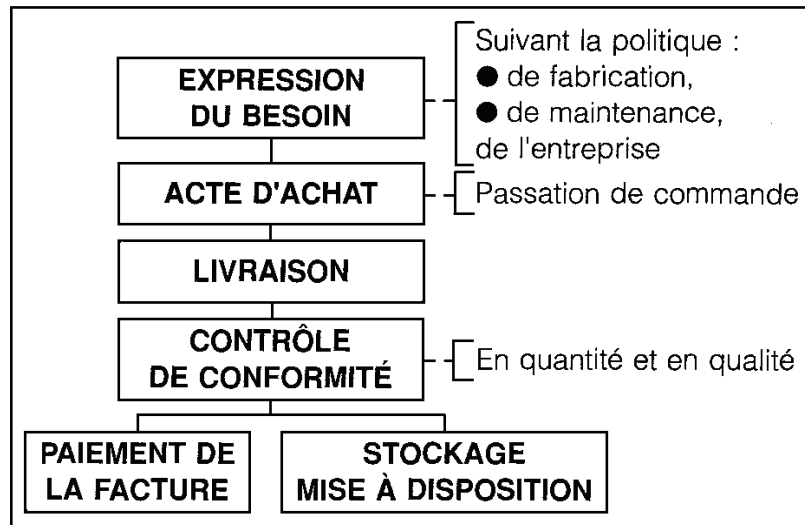 EXPRESSION
DU BESOIN
Suivant la politique :
● de fabrication,
● de maintenance,
de l'entreprise
ACTE D'ACHAT
Passation de commande
LIVRAISON
CONTRÔLE
DE CONFORMITÉ
En quantité et en qualité
PAIEMENT DE
LA FACTURE
STOCKAGE
MISE À DISPOSITION